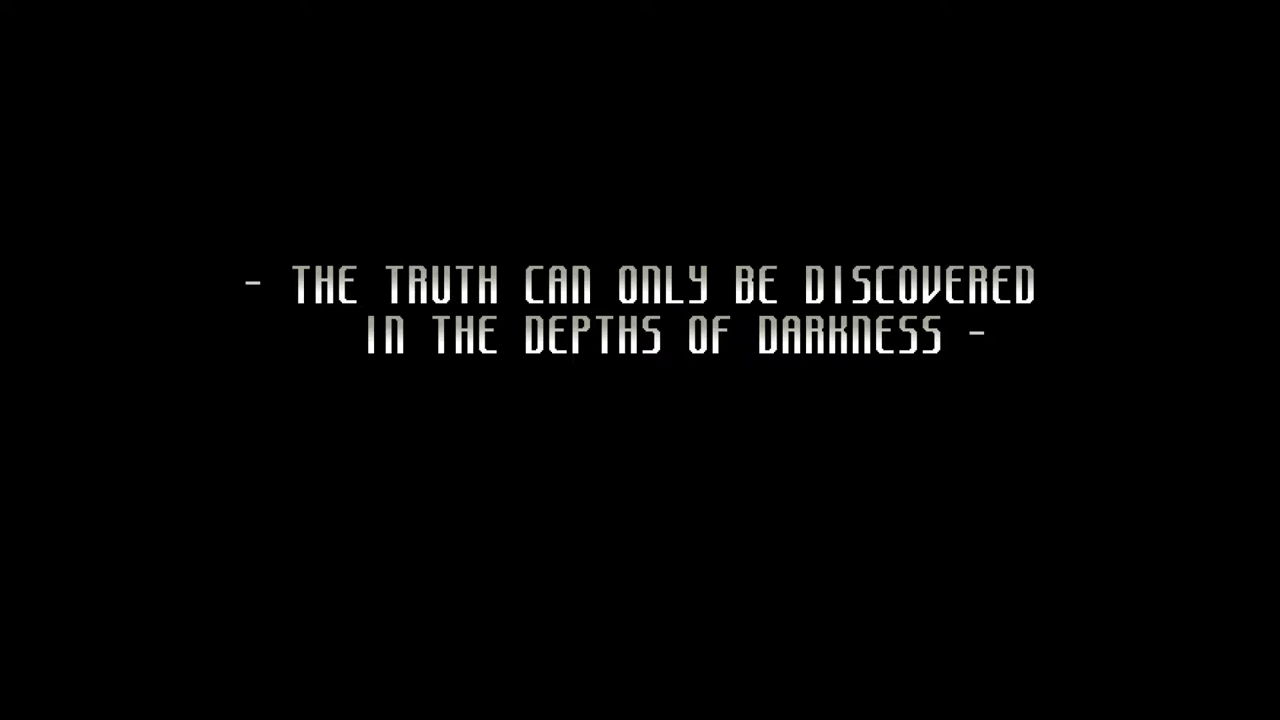 - THE TRUTH CAN ONLY BE DISCOVERED
IN THE DEPTHS OF DARKNESS -